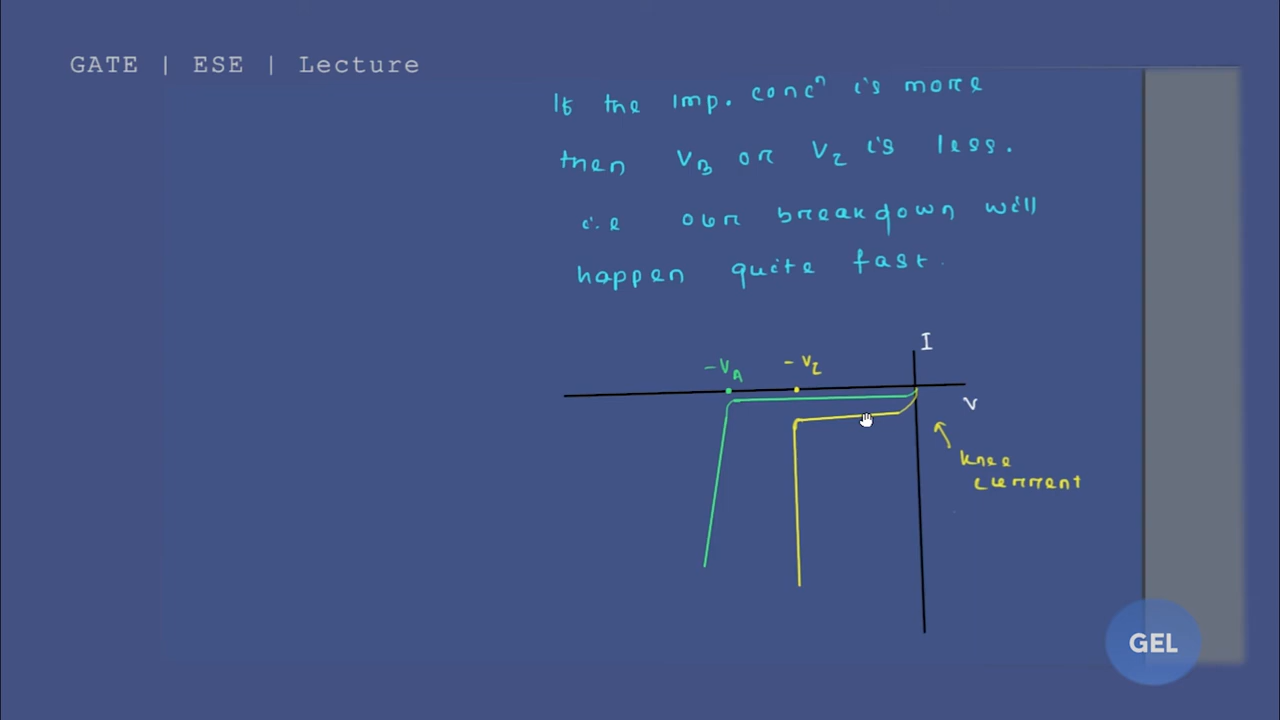 GATE | ESE | Lecture
If the Imp. concⁿ is more
then V_B or V_Z is less.
i.e our breakdown will
happen quite fast.
I
-V_A
-V_Z
V
knee
current
GEL